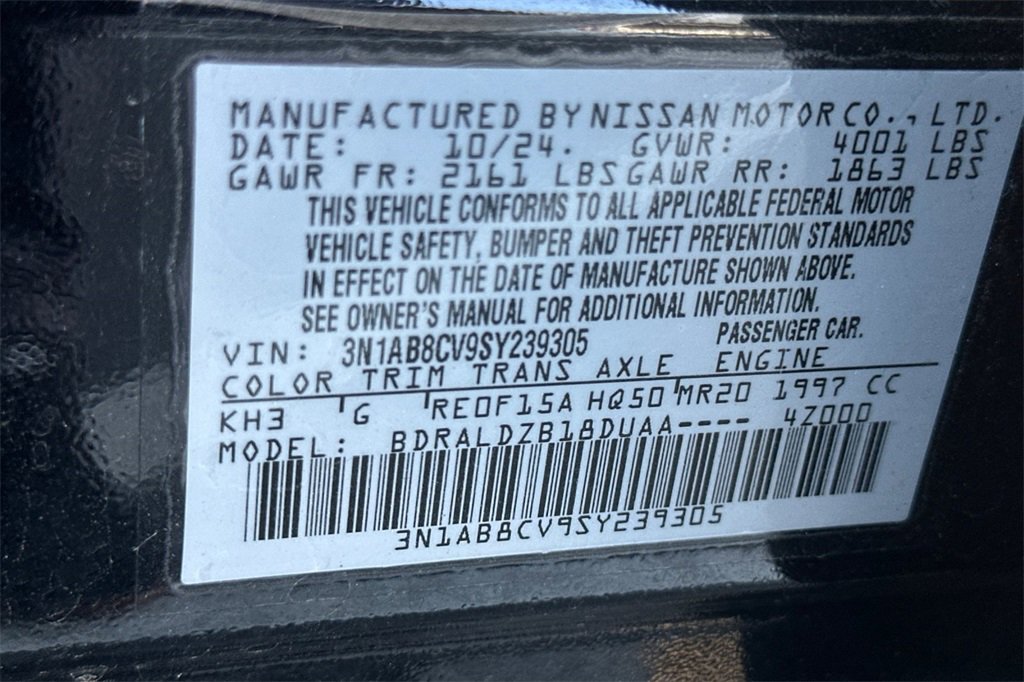 MANUFACTURED BY NISSAN MOTOR CO., LTD.
DATE: 10/24. GVWR: 4001 LBS
GAWR FR: 2161 LBS GAWR RR: 1863 LBS
THIS VEHICLE CONFORMS TO ALL APPLICABLE FEDERAL MOTOR
VEHICLE SAFETY, BUMPER AND THEFT PREVENTION STANDARDS
IN EFFECT ON THE DATE OF MANUFACTURE SHOWN ABOVE.
SEE OWNER'S MANUAL FOR ADDITIONAL INFORMATION.
VIN: 3N1AB8CV9SY239305 PASSENGER CAR.
COLOR TRIM TRANS AXLE ENGINE
KH3 G RE0F15A HQ50 MR20 1997 CC
MODEL: BDRALDZB18DUAA---- 4Z000
3N1AB8CV9SY239305